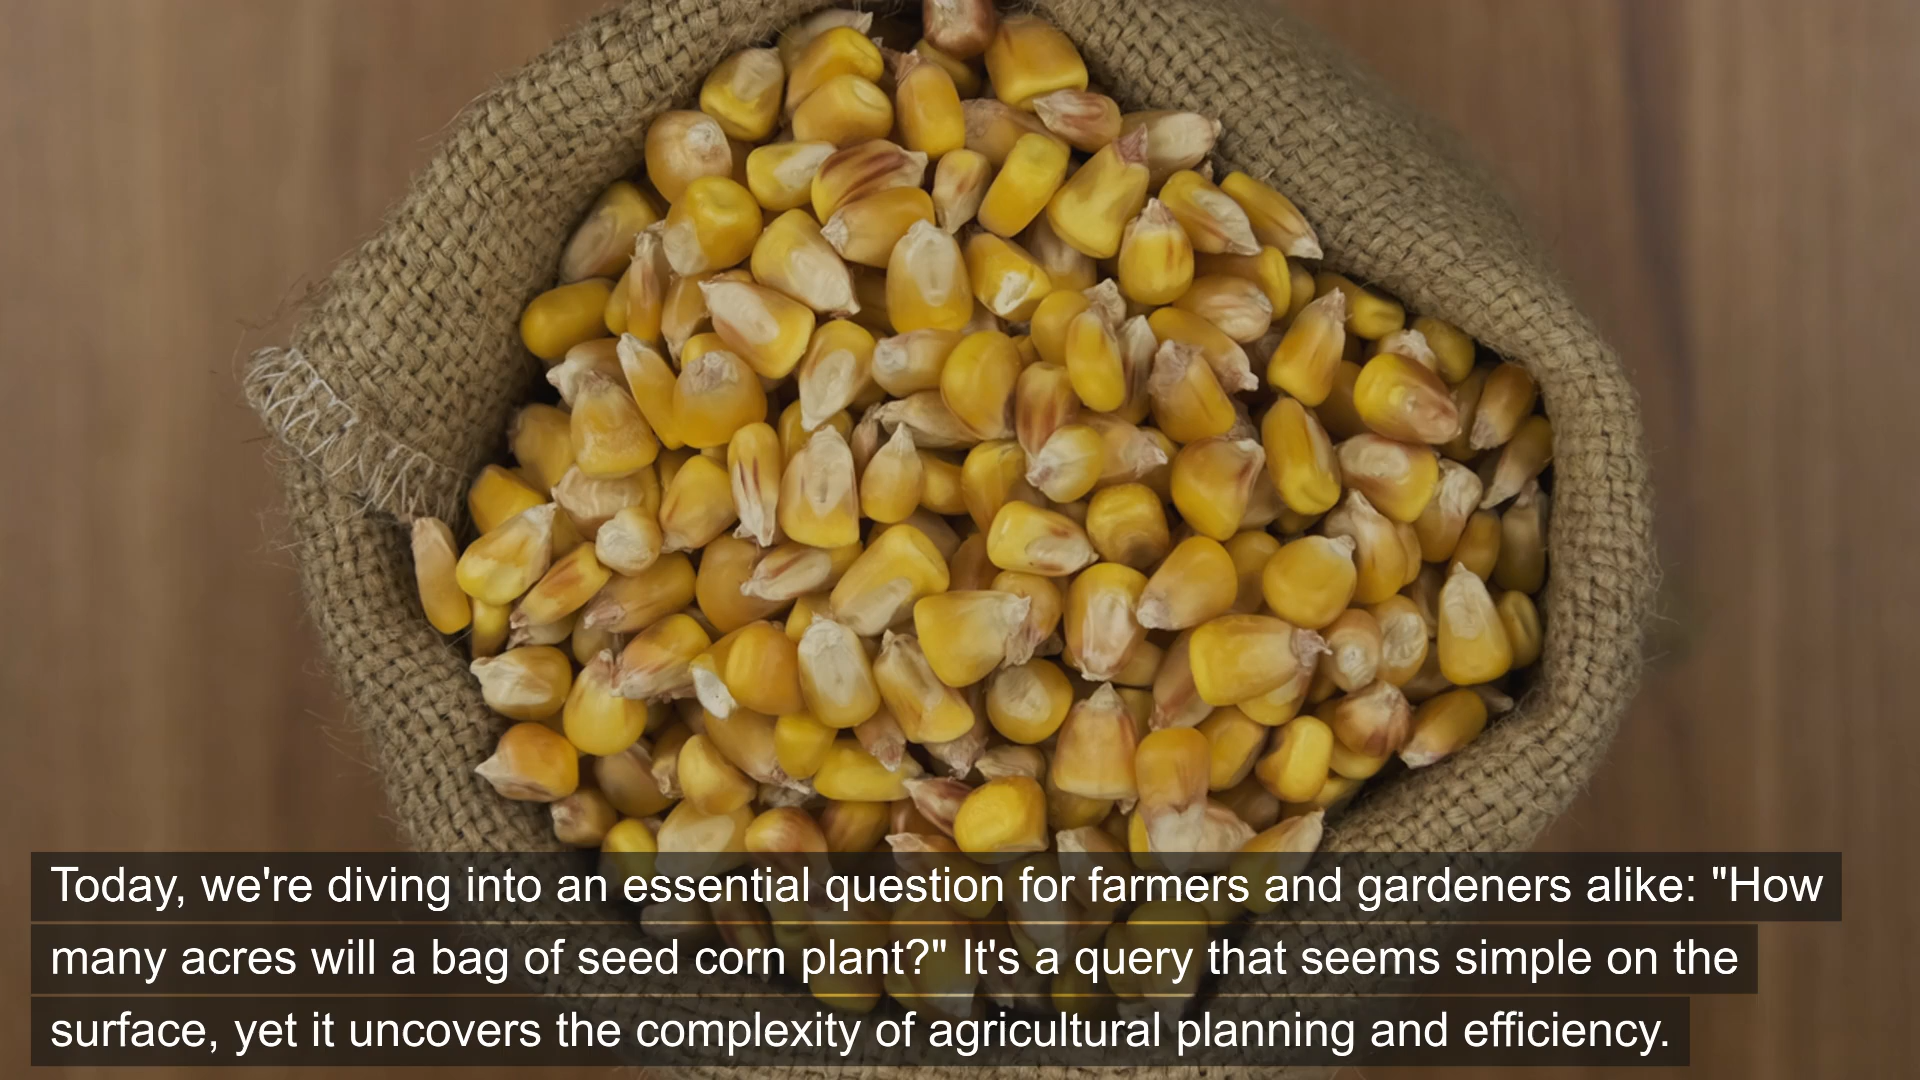 Today, we're diving into an essential question for farmers and gardeners alike: "How
many acres will a bag of seed corn plant?" It's a query that seems simple on the
surface, yet it uncovers the complexity of agricultural planning and efficiency.